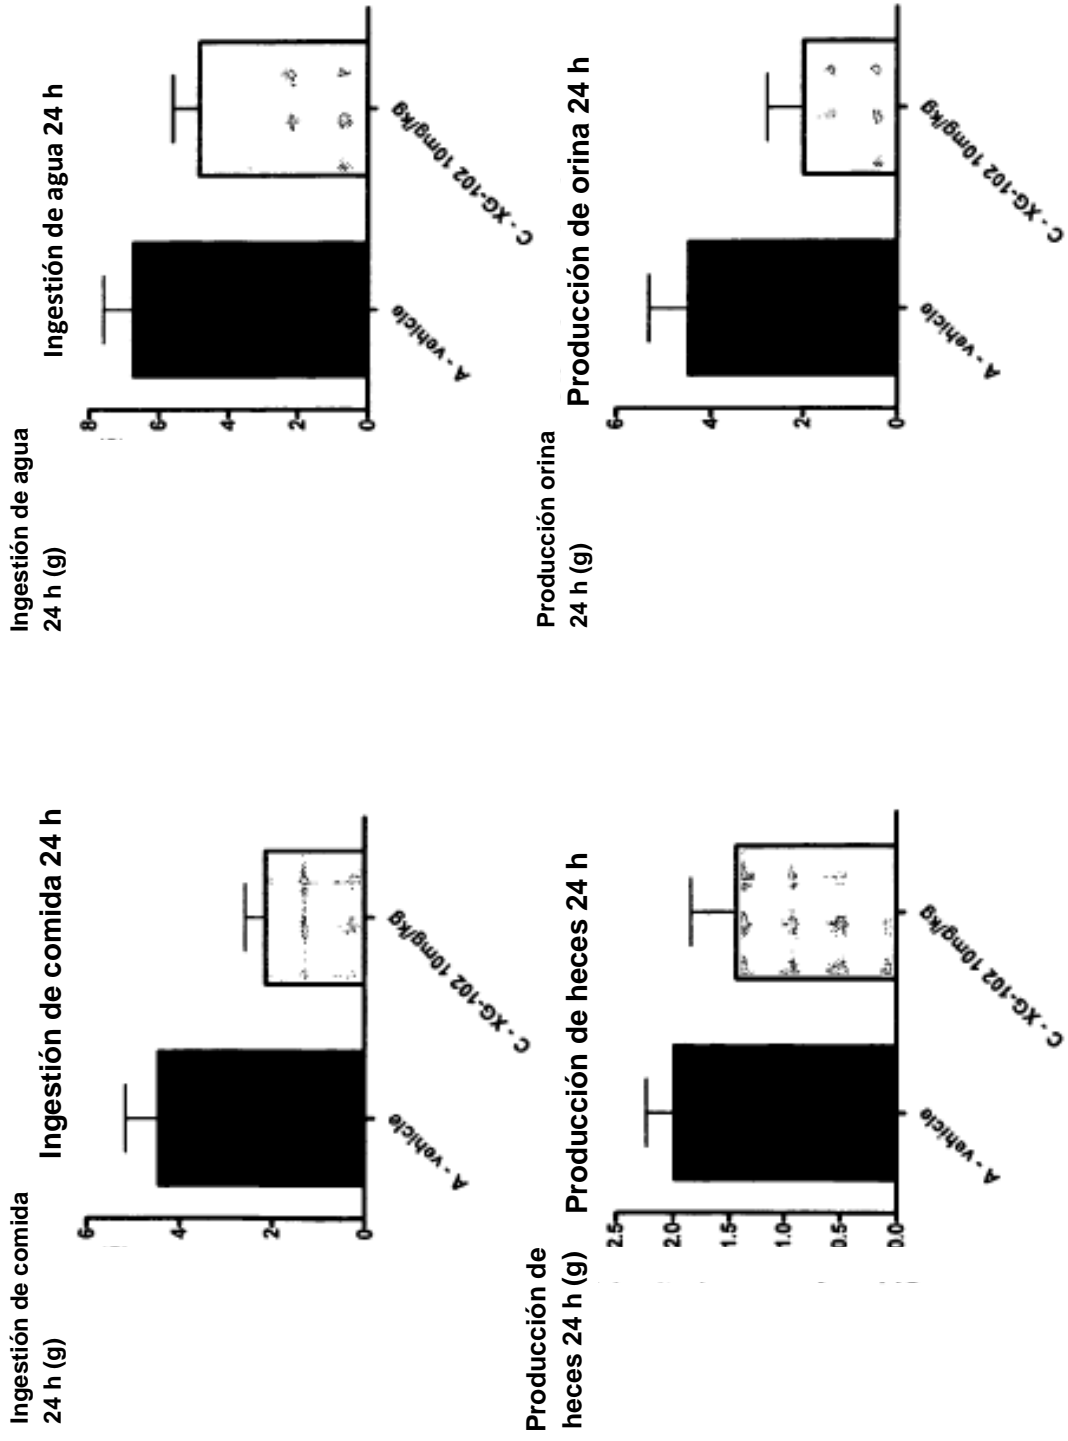 Ingestión de comida
24 h (g)
Ingestión de comida 24 h
6
4
2
0
A - vehicle
C - XG-102 10mg/kg
Ingestión de agua
24 h (g)
Ingestión de agua 24 h
8
6
4
2
0
A - vehicle
C - XG-102 10mg/kg
Producción de
heces 24 h (g)
Producción de heces 24 h
2.5
2.0
1.5
1.0
0.5
0.0
A - vehicle
C - XG-102 10mg/kg
Producción orina
24 h (g)
Producción de orina 24 h
6
4
2
0
A - vehicle
C - XG-102 10mg/kg